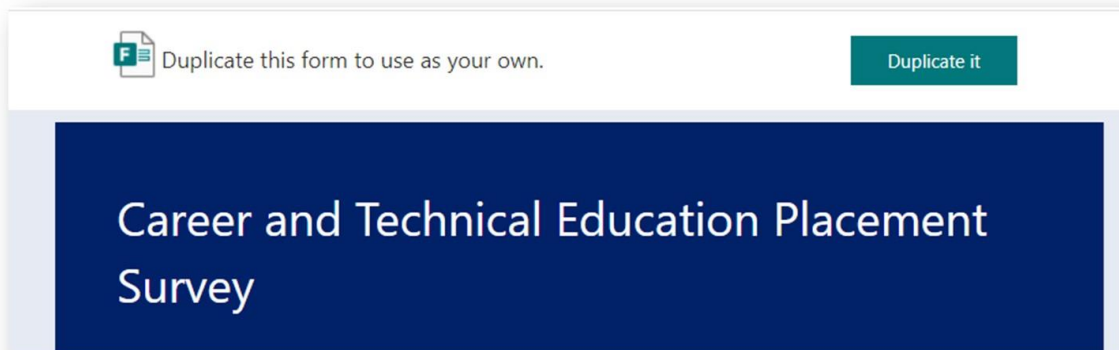 F
Duplicate this form to use as your own.
Duplicate it
Career and Technical Education Placement
Survey